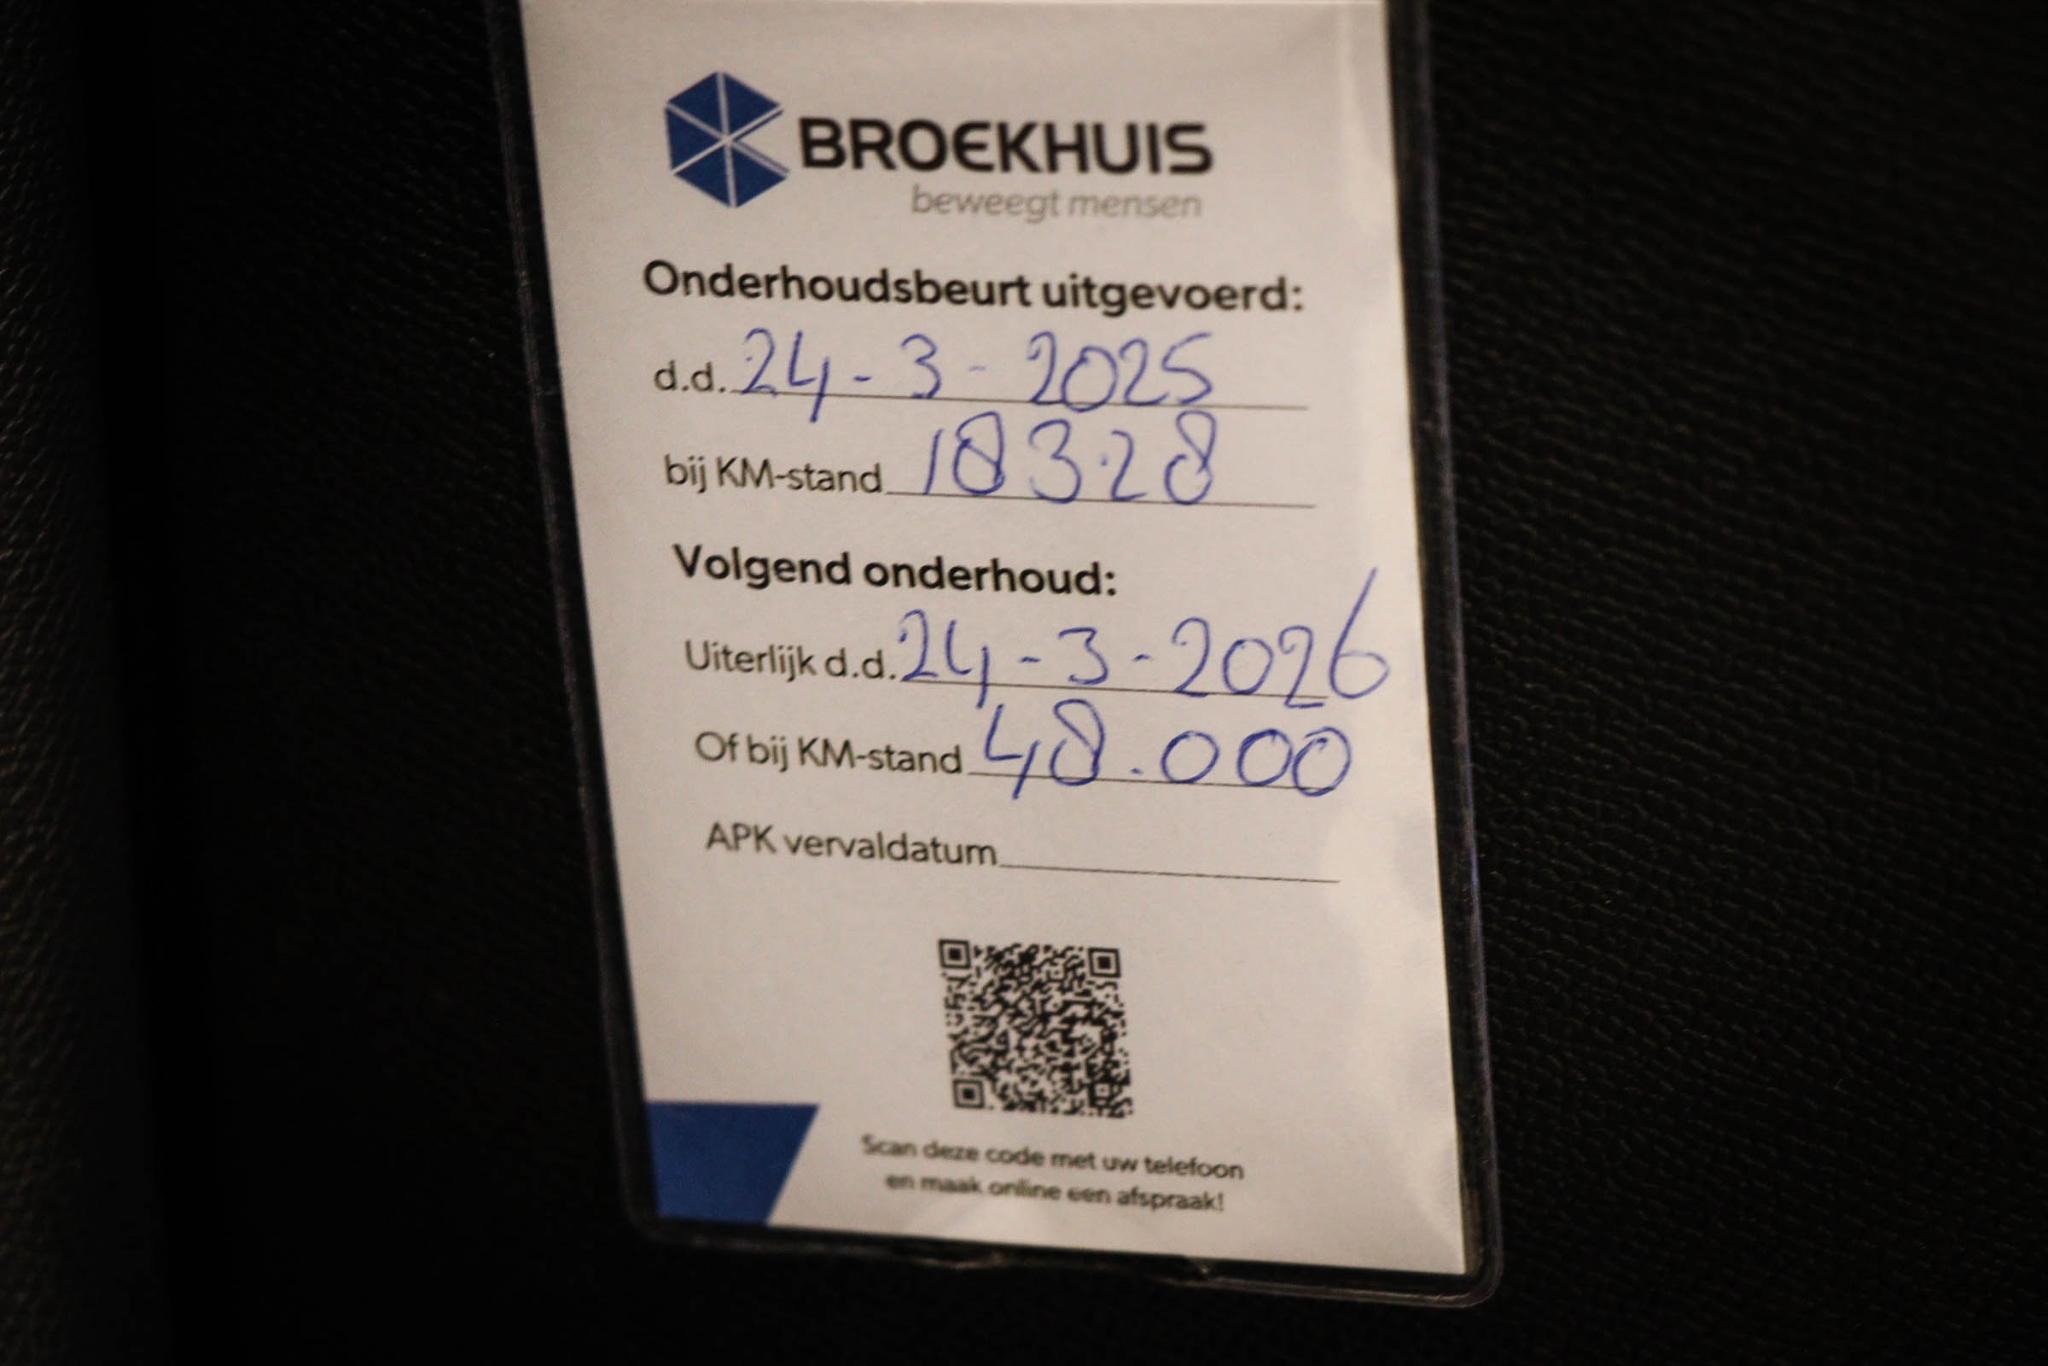 BROEKHUIS
beweegt mensen
Onderhoudsbeurt uitgevoerd:
d.d. 24-3-2025
bij KM-stand 18328
Volgend onderhoud:
Uiterlijk d.d. 24-3-2026
Of bij KM-stand 48.000
APK vervaldatum
Scan deze code met uw telefoon
en maak online een afspraak!